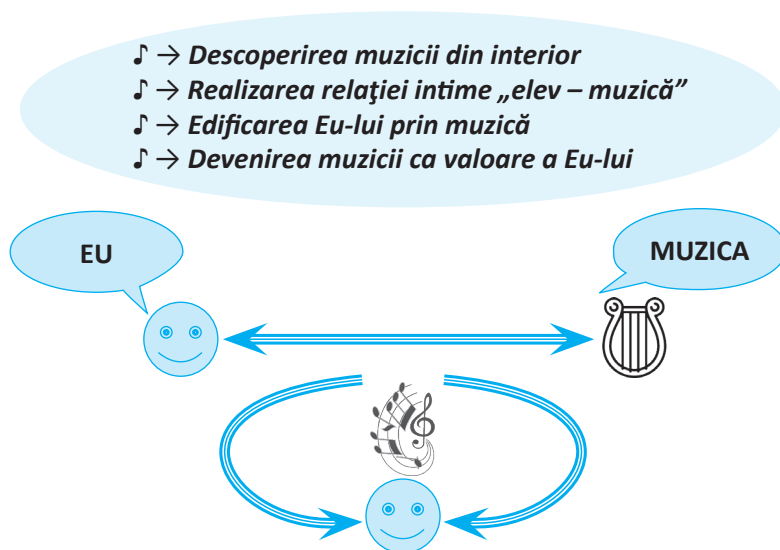 ♪ → Descoperirea muzicii din interior
♪ → Realizarea relaţiei intime „elev – muzică”
♪ → Edificarea Eu-lui prin muzică
♪ → Devenirea muzicii ca valoare a Eu-lui
EU
MUZICA